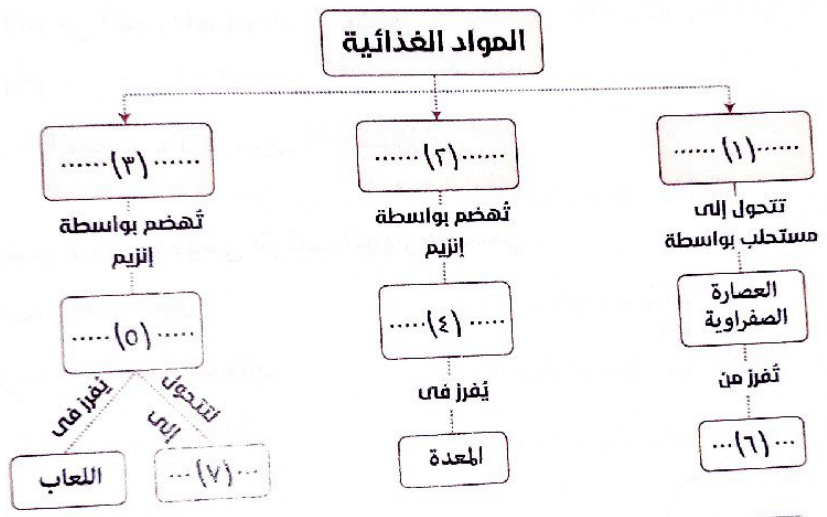 المواد الغذائية
......(١)......
......(٢)......
......(٣)......
تتحول إلى
مستحلب بواسطة
تُهضم بواسطة
إنزيم
تُهضم بواسطة
إنزيم
العصارة
الصفراوية
......(٤)......
......(٥)......
تُفرز من
يُفرز فى
لتتحول
إلى
يُفرز فى
...(٦)...
المعدة
...(٧)...
اللعاب